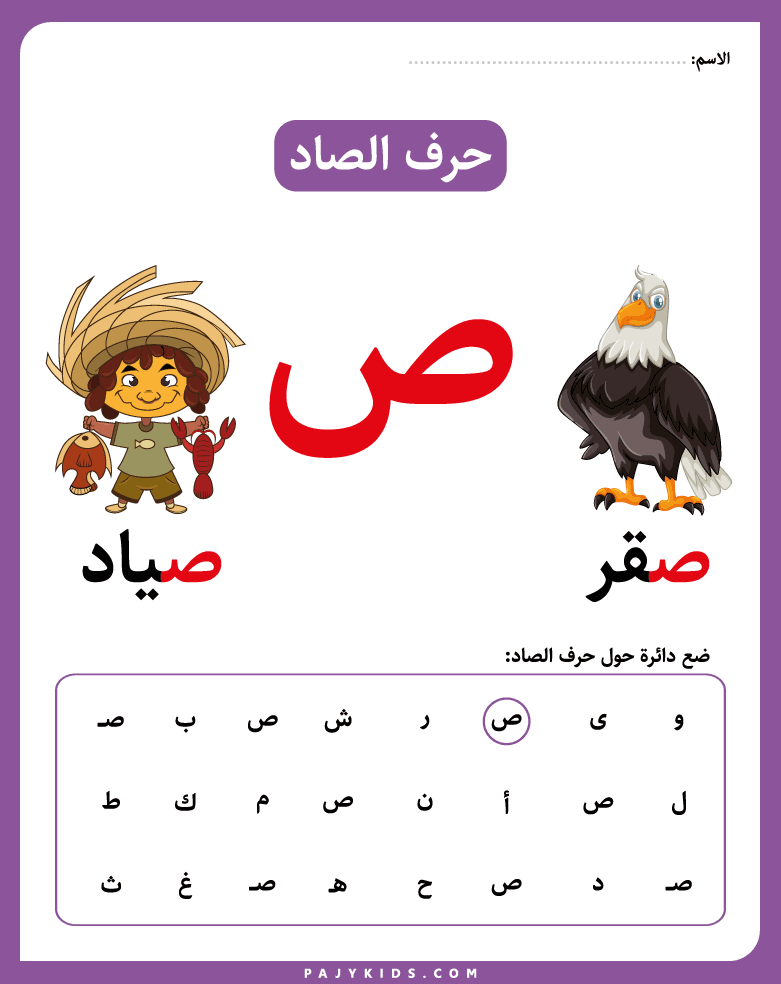 الاسم: ................................................
حرف الصاد
ص
صقر
صياد
ضع دائرة حول حرف الصاد:
و ى ص ر ش ص ب صـ
ل ص أ ن ص م ك ط
صـ د ص ح هـ صـ غ ث
PAJYKIDS.COM